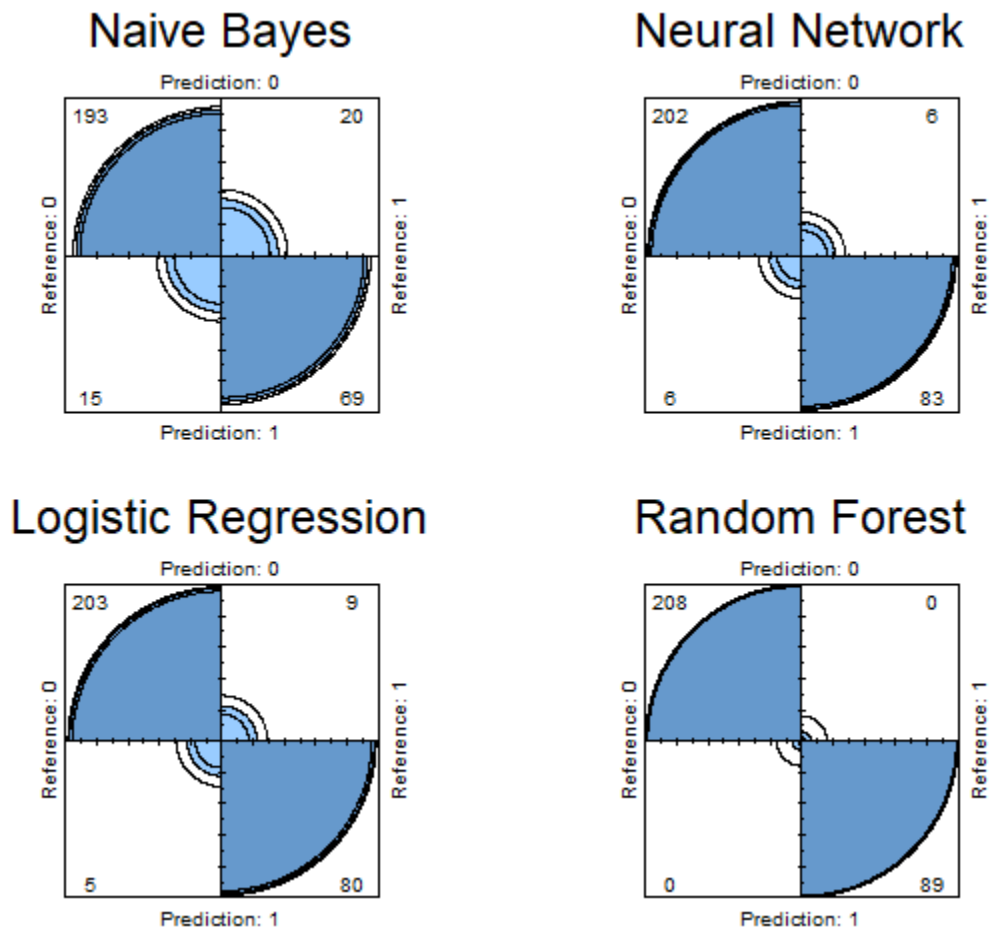 Naive Bayes
Prediction: 0
193 20
Reference: 0
Reference: 1
15 69
Prediction: 1
Neural Network
Prediction: 0
202 6
Reference: 0
Reference: 1
6 83
Prediction: 1
Logistic Regression
Prediction: 0
203 9
Reference: 0
Reference: 1
5 80
Prediction: 1
Random Forest
Prediction: 0
208 0
Reference: 0
Reference: 1
0 89
Prediction: 1